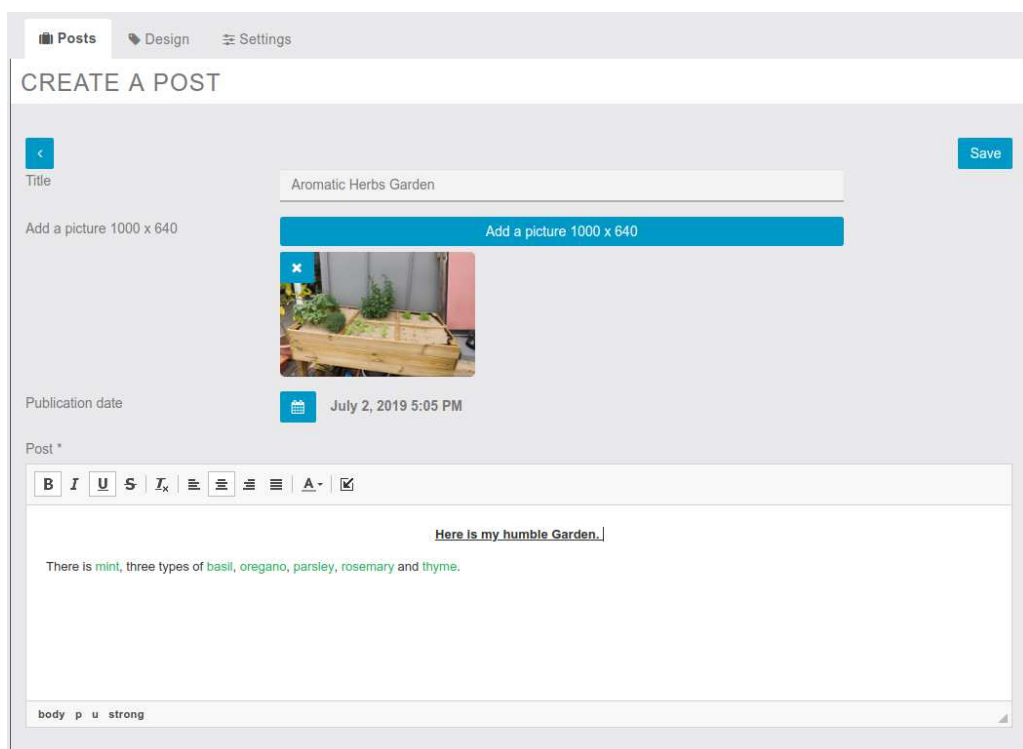 Posts Design Settings
CREATE A POST
Save
Title Aromatic Herbs Garden
Add a picture 1000 x 640 Add a picture 1000 x 640
Publication date July 2, 2019 5:05 PM
Post *
B I U S Tx A
Here is my humble Garden.
There is mint, three types of basil, oregano, parsley, rosemary and thyme.
body p u strong